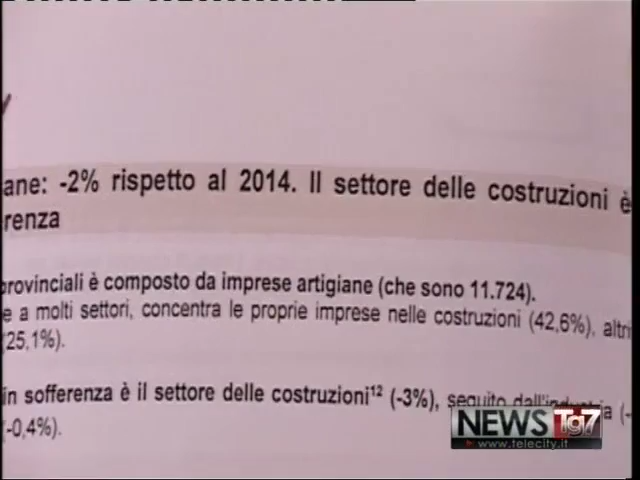 ane: -2% rispetto al 2014. Il settore delle costruzioni è
renza
provinciali è composto da imprese artigiane (che sono 11.724).
e a molti settori, concentra le proprie imprese nelle costruzioni (42,6%), altri
(25,1%).
in sofferenza è il settore delle costruzioni¹² (-3%), seguito dall'industria (-
(-0,4%).
NEWS Tg7
www.telecity.it